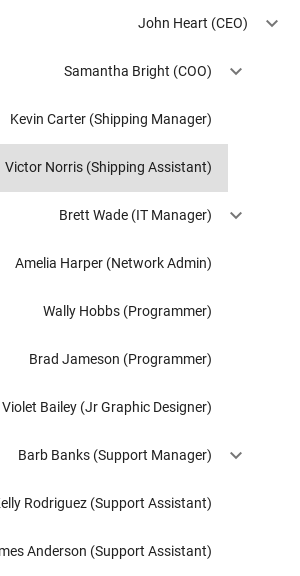 John Heart (CEO)
Samantha Bright (COO)
Kevin Carter (Shipping Manager)
Victor Norris (Shipping Assistant)
Brett Wade (IT Manager)
Amelia Harper (Network Admin)
Wally Hobbs (Programmer)
Brad Jameson (Programmer)
Violet Bailey (Jr Graphic Designer)
Barb Banks (Support Manager)
Rodriguez (Support Assistant)
Anderson (Support Assistant)